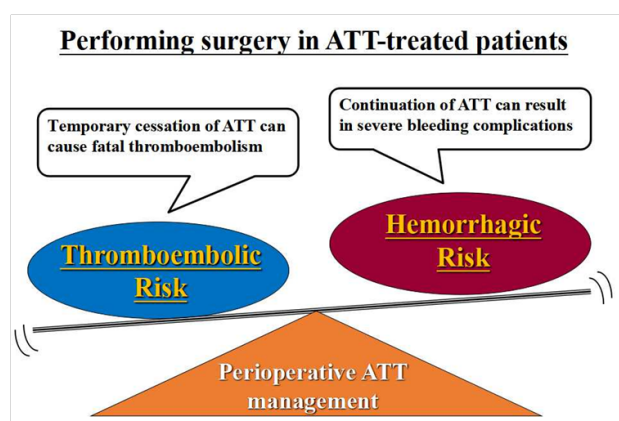 Performing surgery in ATT-treated patients
Continuation of ATT can result
in severe bleeding complications
Temporary cessation of ATT can
cause fatal thromboembolism
Hemorrhagic
Risk
Thromboembolic
Risk
Perioperative ATT
management